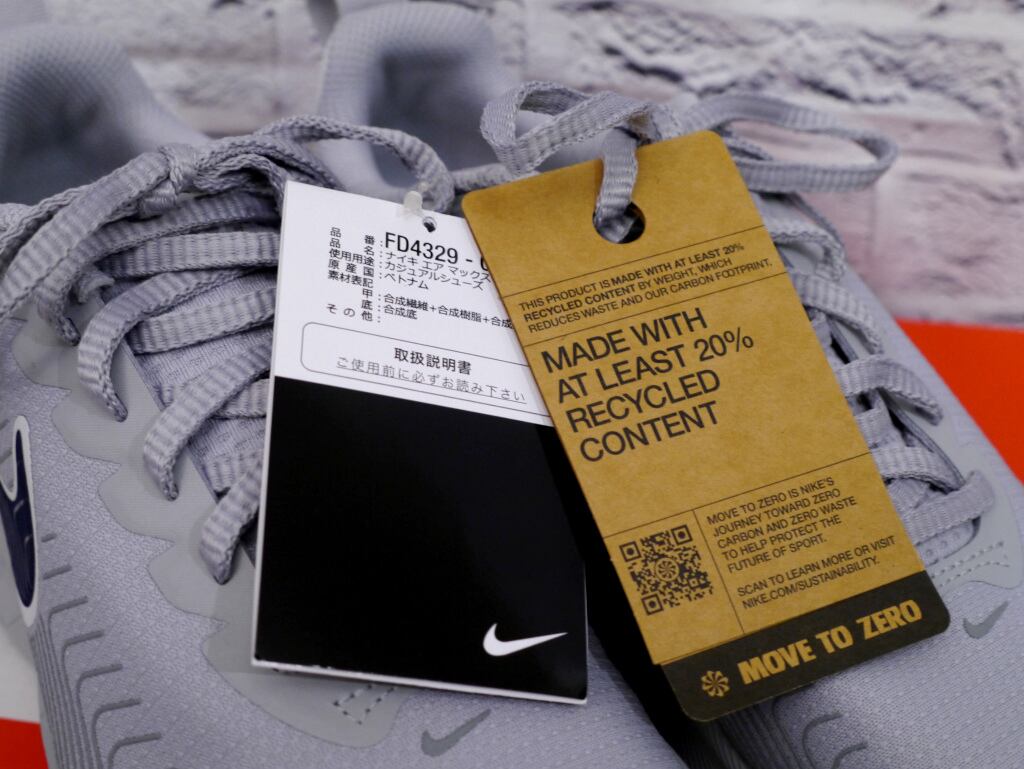 品 番:FD4329 -
品 名:ナイキ エア マックス
使用用途:カジュアルシューズ
原 産 国:ベトナム
素材表記:
甲:合成繊維+合成樹脂+合成
底:合成底
そ の 他:
取扱説明書
ご使用前に必ずお読み下さい
THIS PRODUCT IS MADE WITH AT LEAST 20%
RECYCLED CONTENT BY WEIGHT, WHICH
REDUCES WASTE AND OUR CARBON FOOTPRINT.
MADE WITH
AT LEAST 20%
RECYCLED
CONTENT
MOVE TO ZERO IS NIKE'S
JOURNEY TOWARD ZERO
CARBON AND ZERO WASTE
TO HELP PROTECT THE
FUTURE OF SPORT.
SCAN TO LEARN MORE OR VISIT
NIKE.COM/SUSTAINABILITY.
MOVE TO ZERO